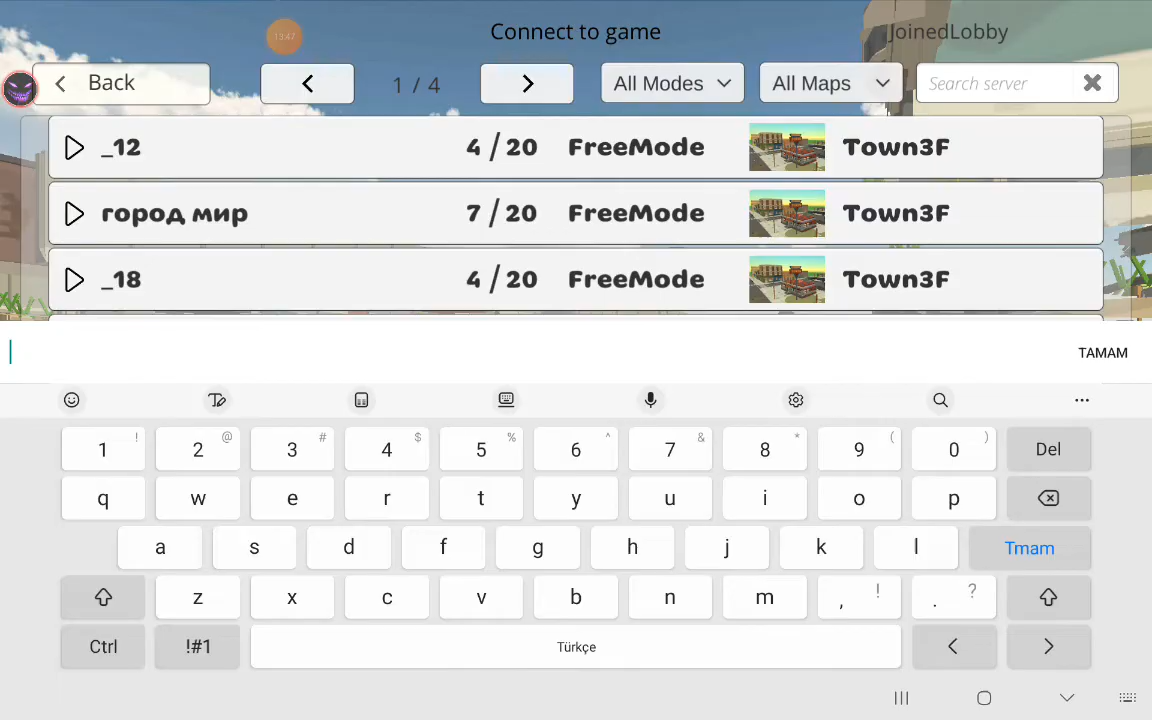 13:47
Connect to game
JoinedLobby
Back
1 / 4
All Modes
All Maps
Search server
_12 4 / 20 FreeMode Town3F
город мир 7 / 20 FreeMode Town3F
_18 4 / 20 FreeMode Town3F
TAMAM
1 ! 2 @ 3 # 4 $ 5 % 6 ^ 7 & 8 * 9 ( 0 ) Del
q w e r t y u i o p
a s d f g h j k l Tmam
z x c v b n m , ! . ?
Ctrl !#1 Türkçe < >